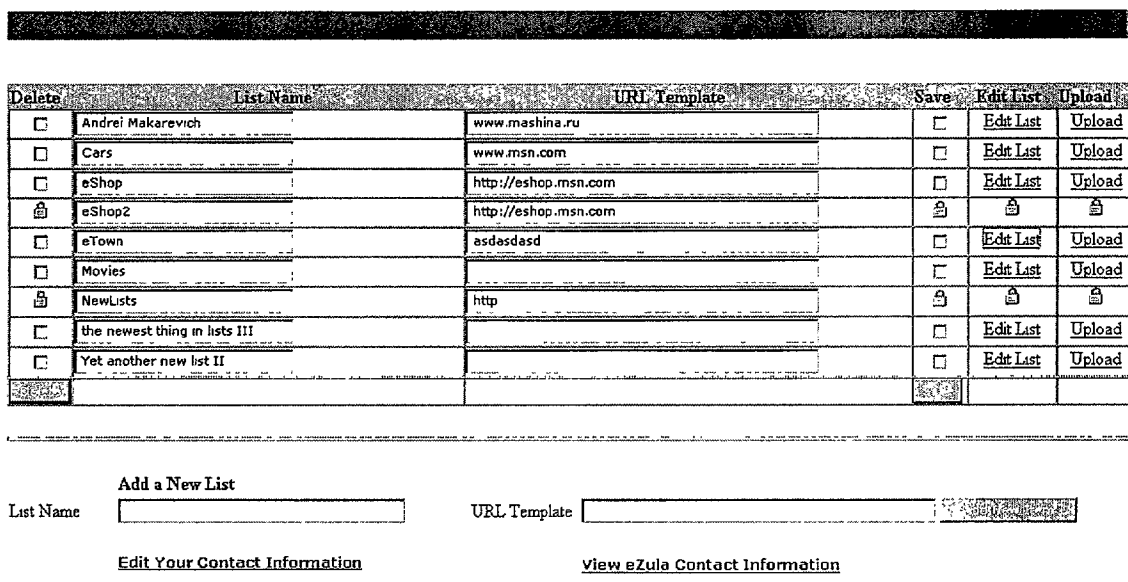 Delete List Name URL Template Save Edit List Upload
Andrei Makarevich www.mashina.ru Edit List Upload
Cars www.msn.com Edit List Upload
eShop http://eshop.msn.com Edit List Upload
eShop2 http://eshop.msn.com
eTown asdasdasd Edit List Upload
Movies Edit List Upload
NewLists http
the newest thing in lists III Edit List Upload
Yet another new list II Edit List Upload
Add a New List
List Name URL Template
Edit Your Contact Information View eZula Contact Information